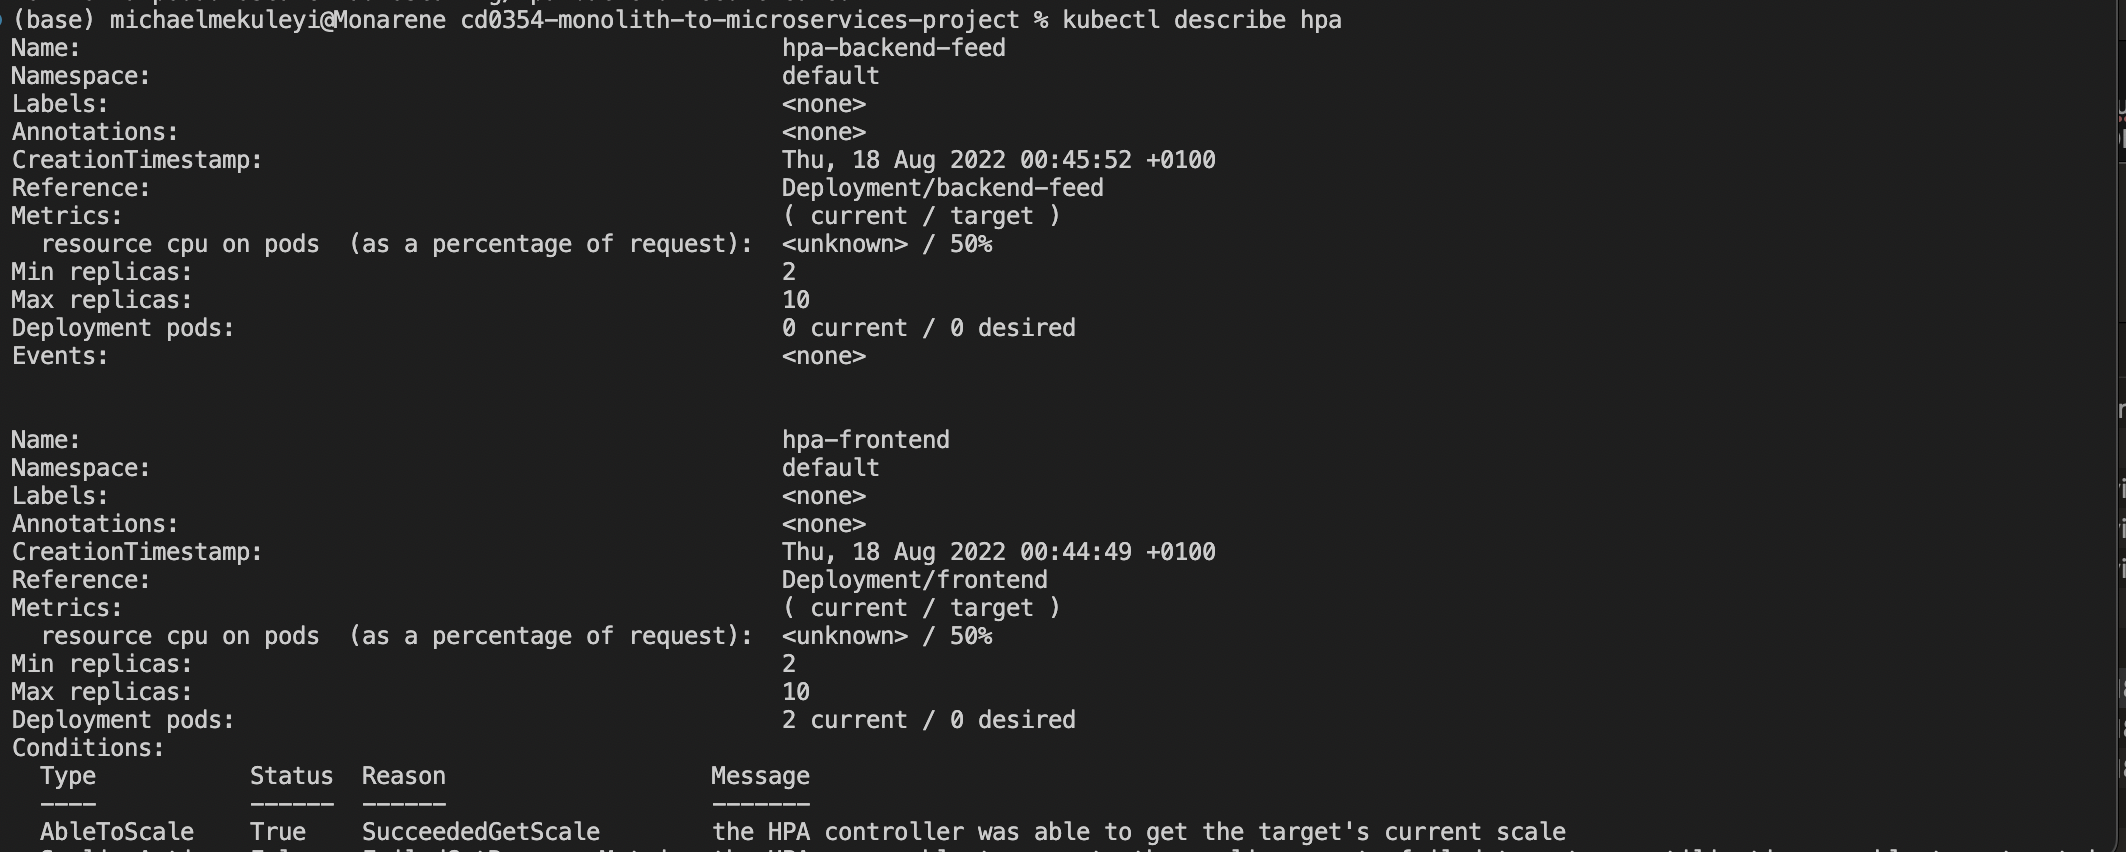 (base) michaelmekuleyi@Monarene cd0354-monolith-to-microservices-project % kubectl describe hpa
Name: hpa-backend-feed
Namespace: default
Labels: <none>
Annotations: <none>
CreationTimestamp: Thu, 18 Aug 2022 00:45:52 +0100
Reference: Deployment/backend-feed
Metrics: ( current / target )
resource cpu on pods (as a percentage of request): <unknown> / 50%
Min replicas: 2
Max replicas: 10
Deployment pods: 0 current / 0 desired
Events: <none>
Name: hpa-frontend
Namespace: default
Labels: <none>
Annotations: <none>
CreationTimestamp: Thu, 18 Aug 2022 00:44:49 +0100
Reference: Deployment/frontend
Metrics: ( current / target )
resource cpu on pods (as a percentage of request): <unknown> / 50%
Min replicas: 2
Max replicas: 10
Deployment pods: 2 current / 0 desired
Conditions:
Type Status Reason Message
---- ------ ------ -------
AbleToScale True SucceededGetScale the HPA controller was able to get the target's current scale